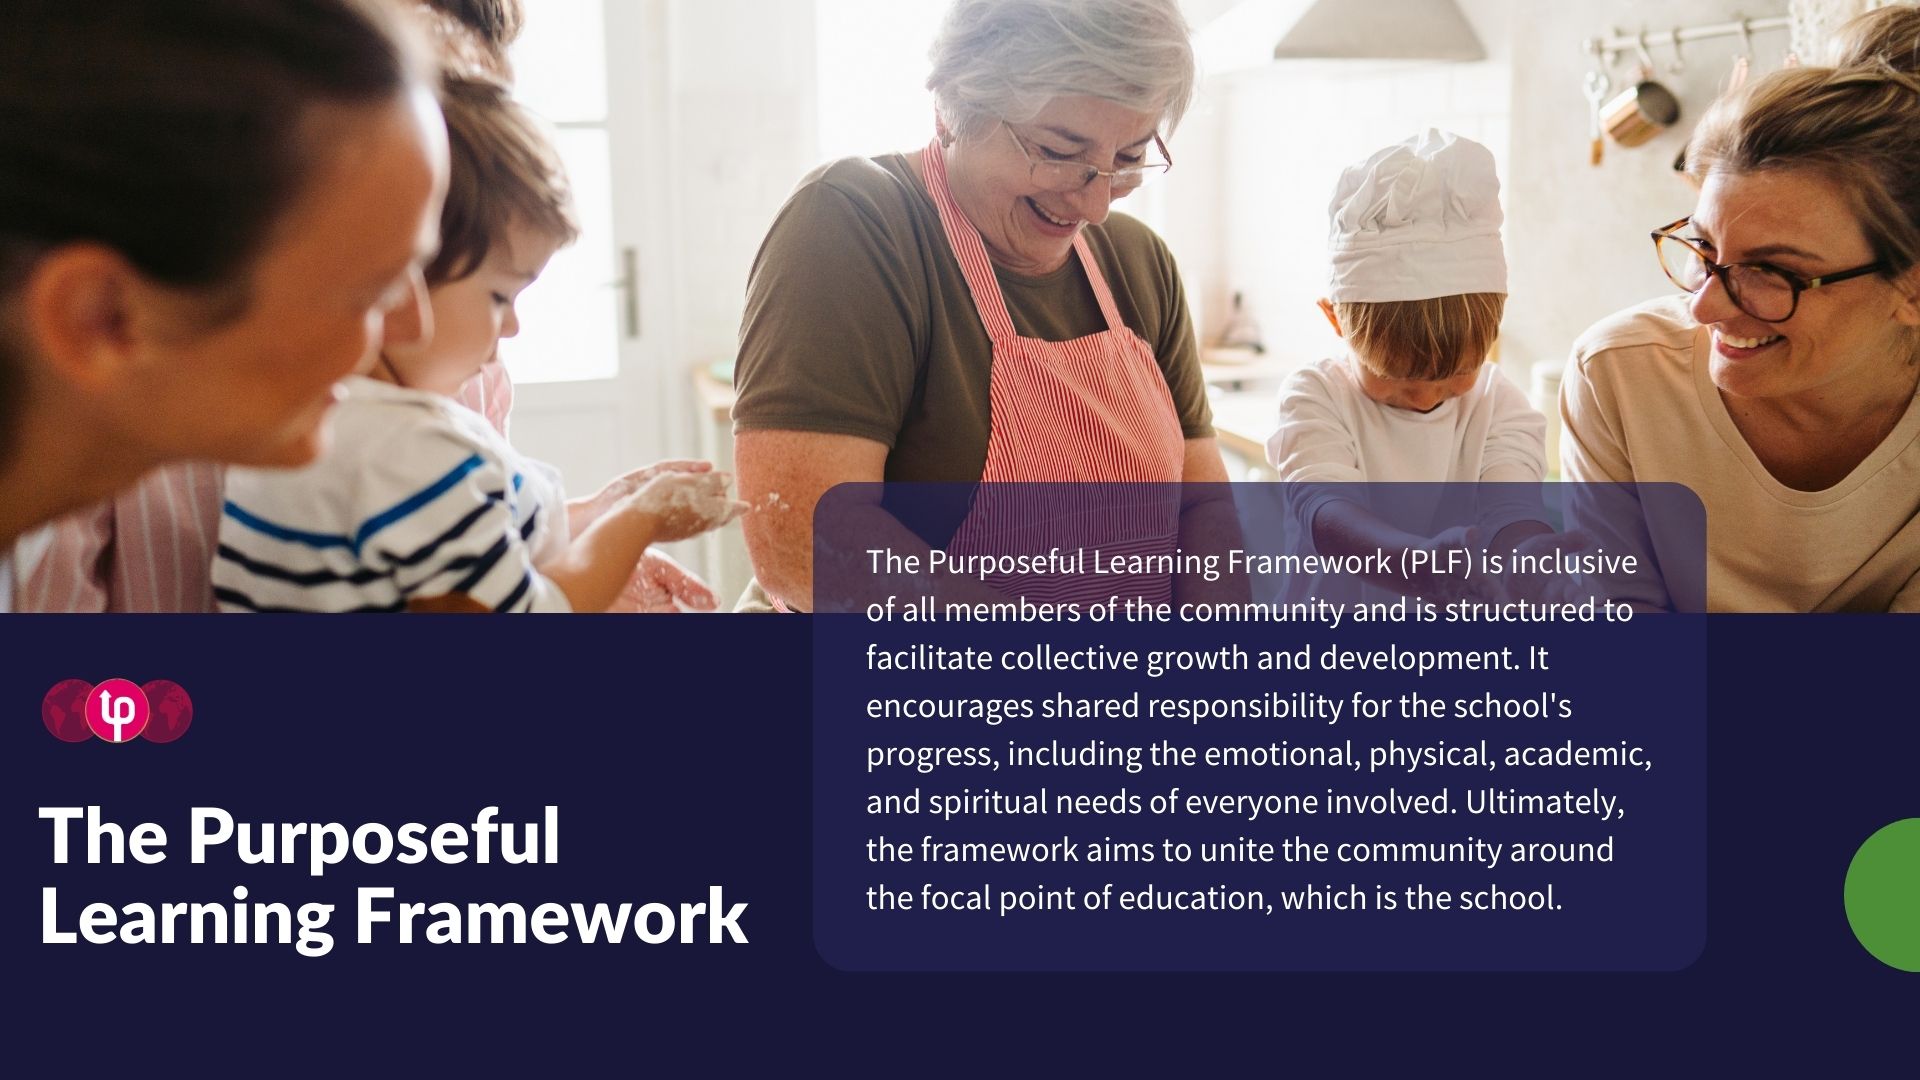 The Purposeful
Learning Framework
The Purposeful Learning Framework (PLF) is inclusive
of all members of the community and is structured to
facilitate collective growth and development. It
encourages shared responsibility for the school's
progress, including the emotional, physical, academic,
and spiritual needs of everyone involved. Ultimately,
the framework aims to unite the community around
the focal point of education, which is the school.